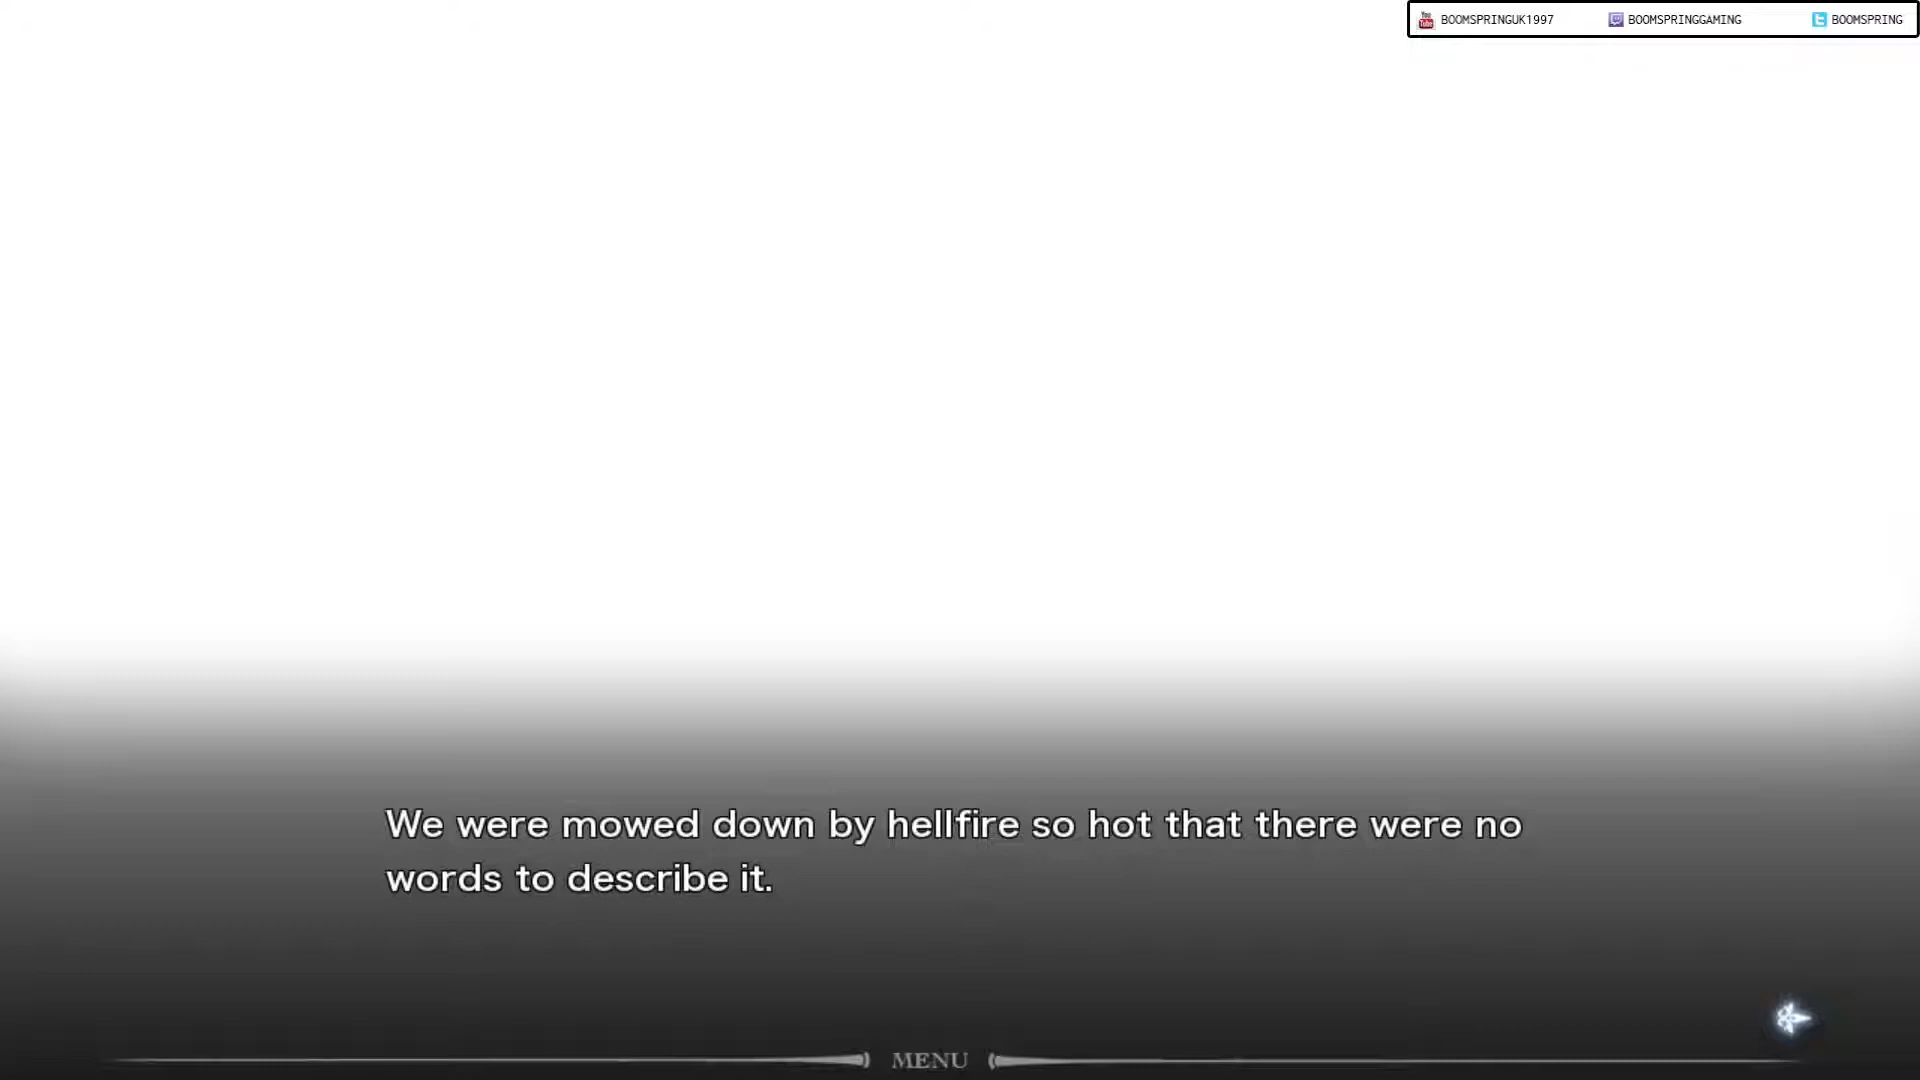 BOOMSPRINGUK1997 BOOMSPRINGGAMING BOOMSPRING
We were mowed down by hellfire so hot that there were no
words to describe it.
MENU